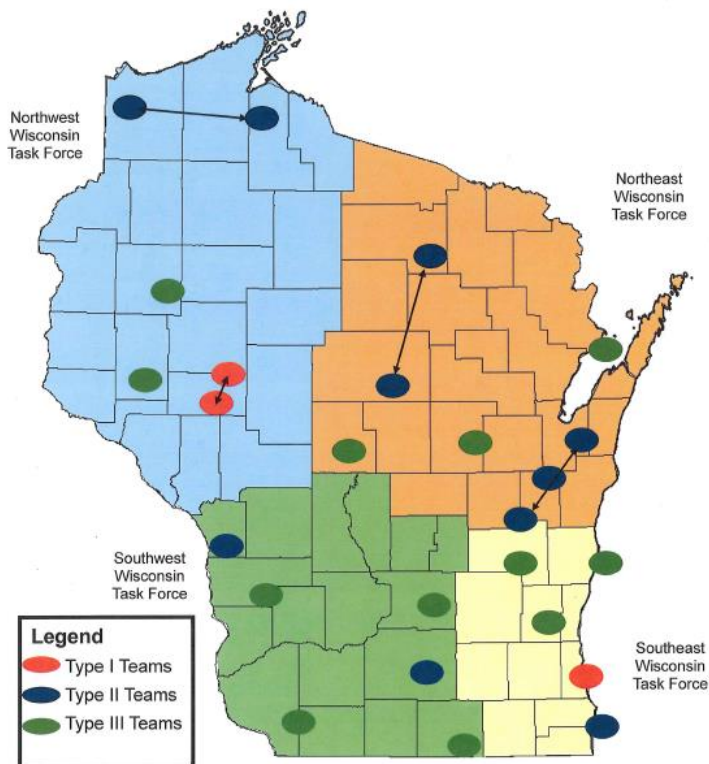 Northwest
Wisconsin
Task Force
Northeast
Wisconsin
Task Force
Southwest
Wisconsin
Task Force
Southeast
Wisconsin
Task Force
Legend
Type I Teams
Type II Teams
Type III Teams